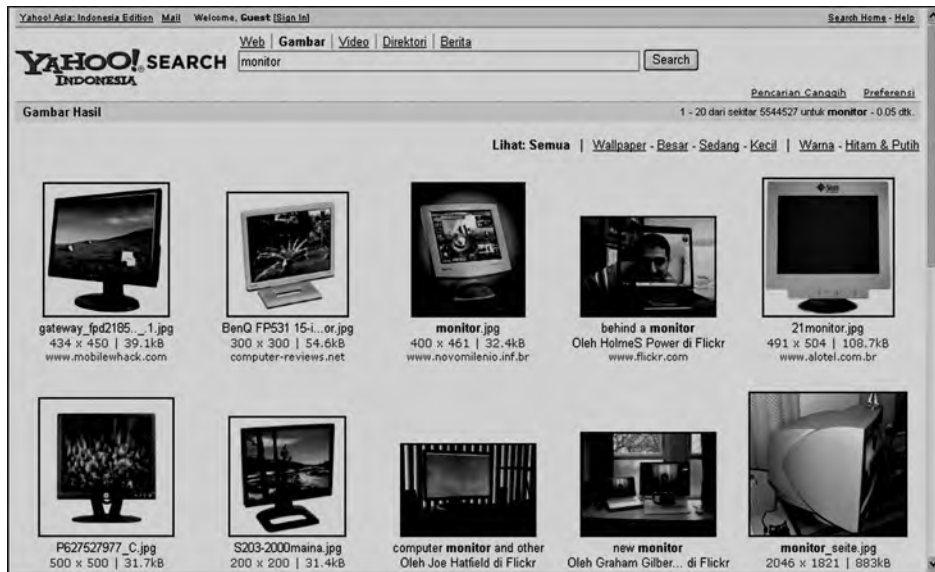 Yahoo! Asia: Indonesia Edition Mail Welcome, Guest [Sign In] Search Home - Help
Web | Gambar | Video | Direktori | Berita
YAHOO! SEARCH
INDONESIA
monitor
Search
Pencarian Canggih Preferensi
Gambar Hasil 1 - 20 dari sekitar 5544527 untuk monitor - 0.05 dtk.
Lihat: Semua | Wallpaper - Besar - Sedang - Kecil | Warna - Hitam & Putih
Sun
gateway_fpd2185.._.1.jpg
434 x 450 | 39.1kB
www.mobilewhack.com
BenQ FP531 15-i...or.jpg
300 x 300 | 54.6kB
computer-reviews.net
monitor.jpg
400 x 461 | 32.4kB
www.novomilenio.inf.br
behind a monitor
Oleh HolmeS Power di Flickr
www.flickr.com
21monitor.jpg
491 x 504 | 108.7kB
www.alotel.com.br
P627527977_C.jpg
500 x 500 | 31.7kB
S203-2000maina.jpg
200 x 200 | 31.4kB
computer monitor and other
Oleh Joe Hatfield di Flickr
new monitor
Oleh Graham Gilber... di Flickr
monitor_seite.jpg
2046 x 1821 | 883kB